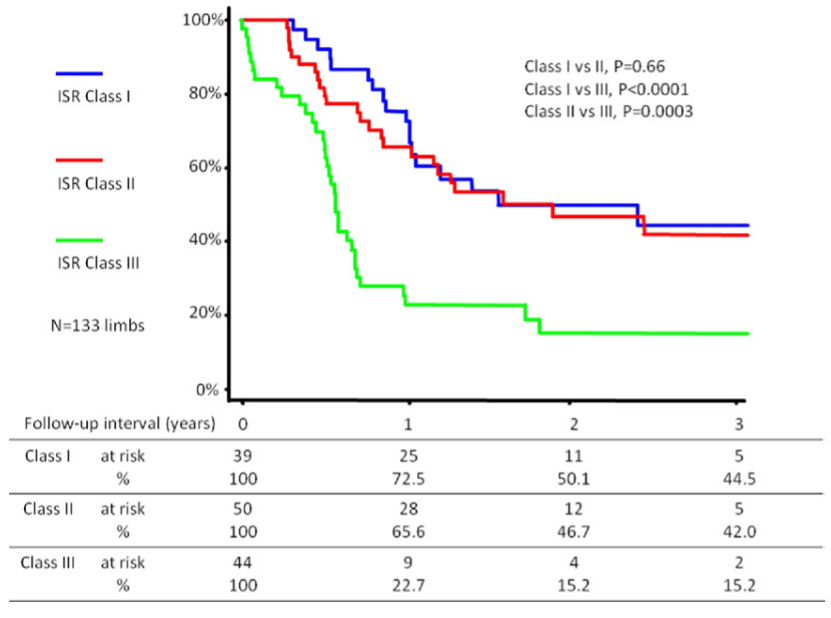 100%
80%
60%
40%
20%
0%
ISR Class I
ISR Class II
ISR Class III
N=133 limbs
Class I vs II, P=0.66
Class I vs III, P<0.0001
Class II vs III, P=0.0003
Follow-up interval (years) 0 1 2 3
Class I at risk 39 25 11 5
% 100 72.5 50.1 44.5
Class II at risk 50 28 12 5
% 100 65.6 46.7 42.0
Class III at risk 44 9 4 2
% 100 22.7 15.2 15.2